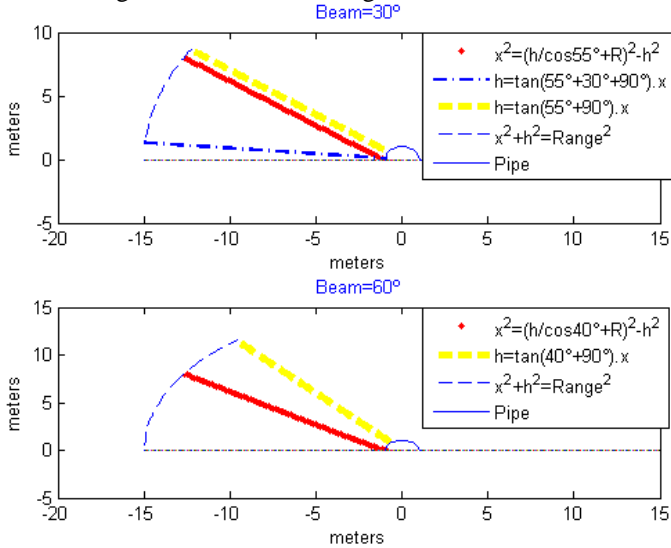 Beam=30º
10
5
0
-5
meters
-20 -15 -10 -5 0 5 10 15
meters
x²=(h/cos55°+R)²-h²
h=tan(55°+30°+90°).x
h=tan(55°+90°).x
x²+h²=Range²
Pipe
Beam=60º
15
10
5
0
-5
meters
-20 -15 -10 -5 0 5 10 15
meters
x²=(h/cos40°+R)²-h²
h=tan(40°+90°).x
x²+h²=Range²
Pipe